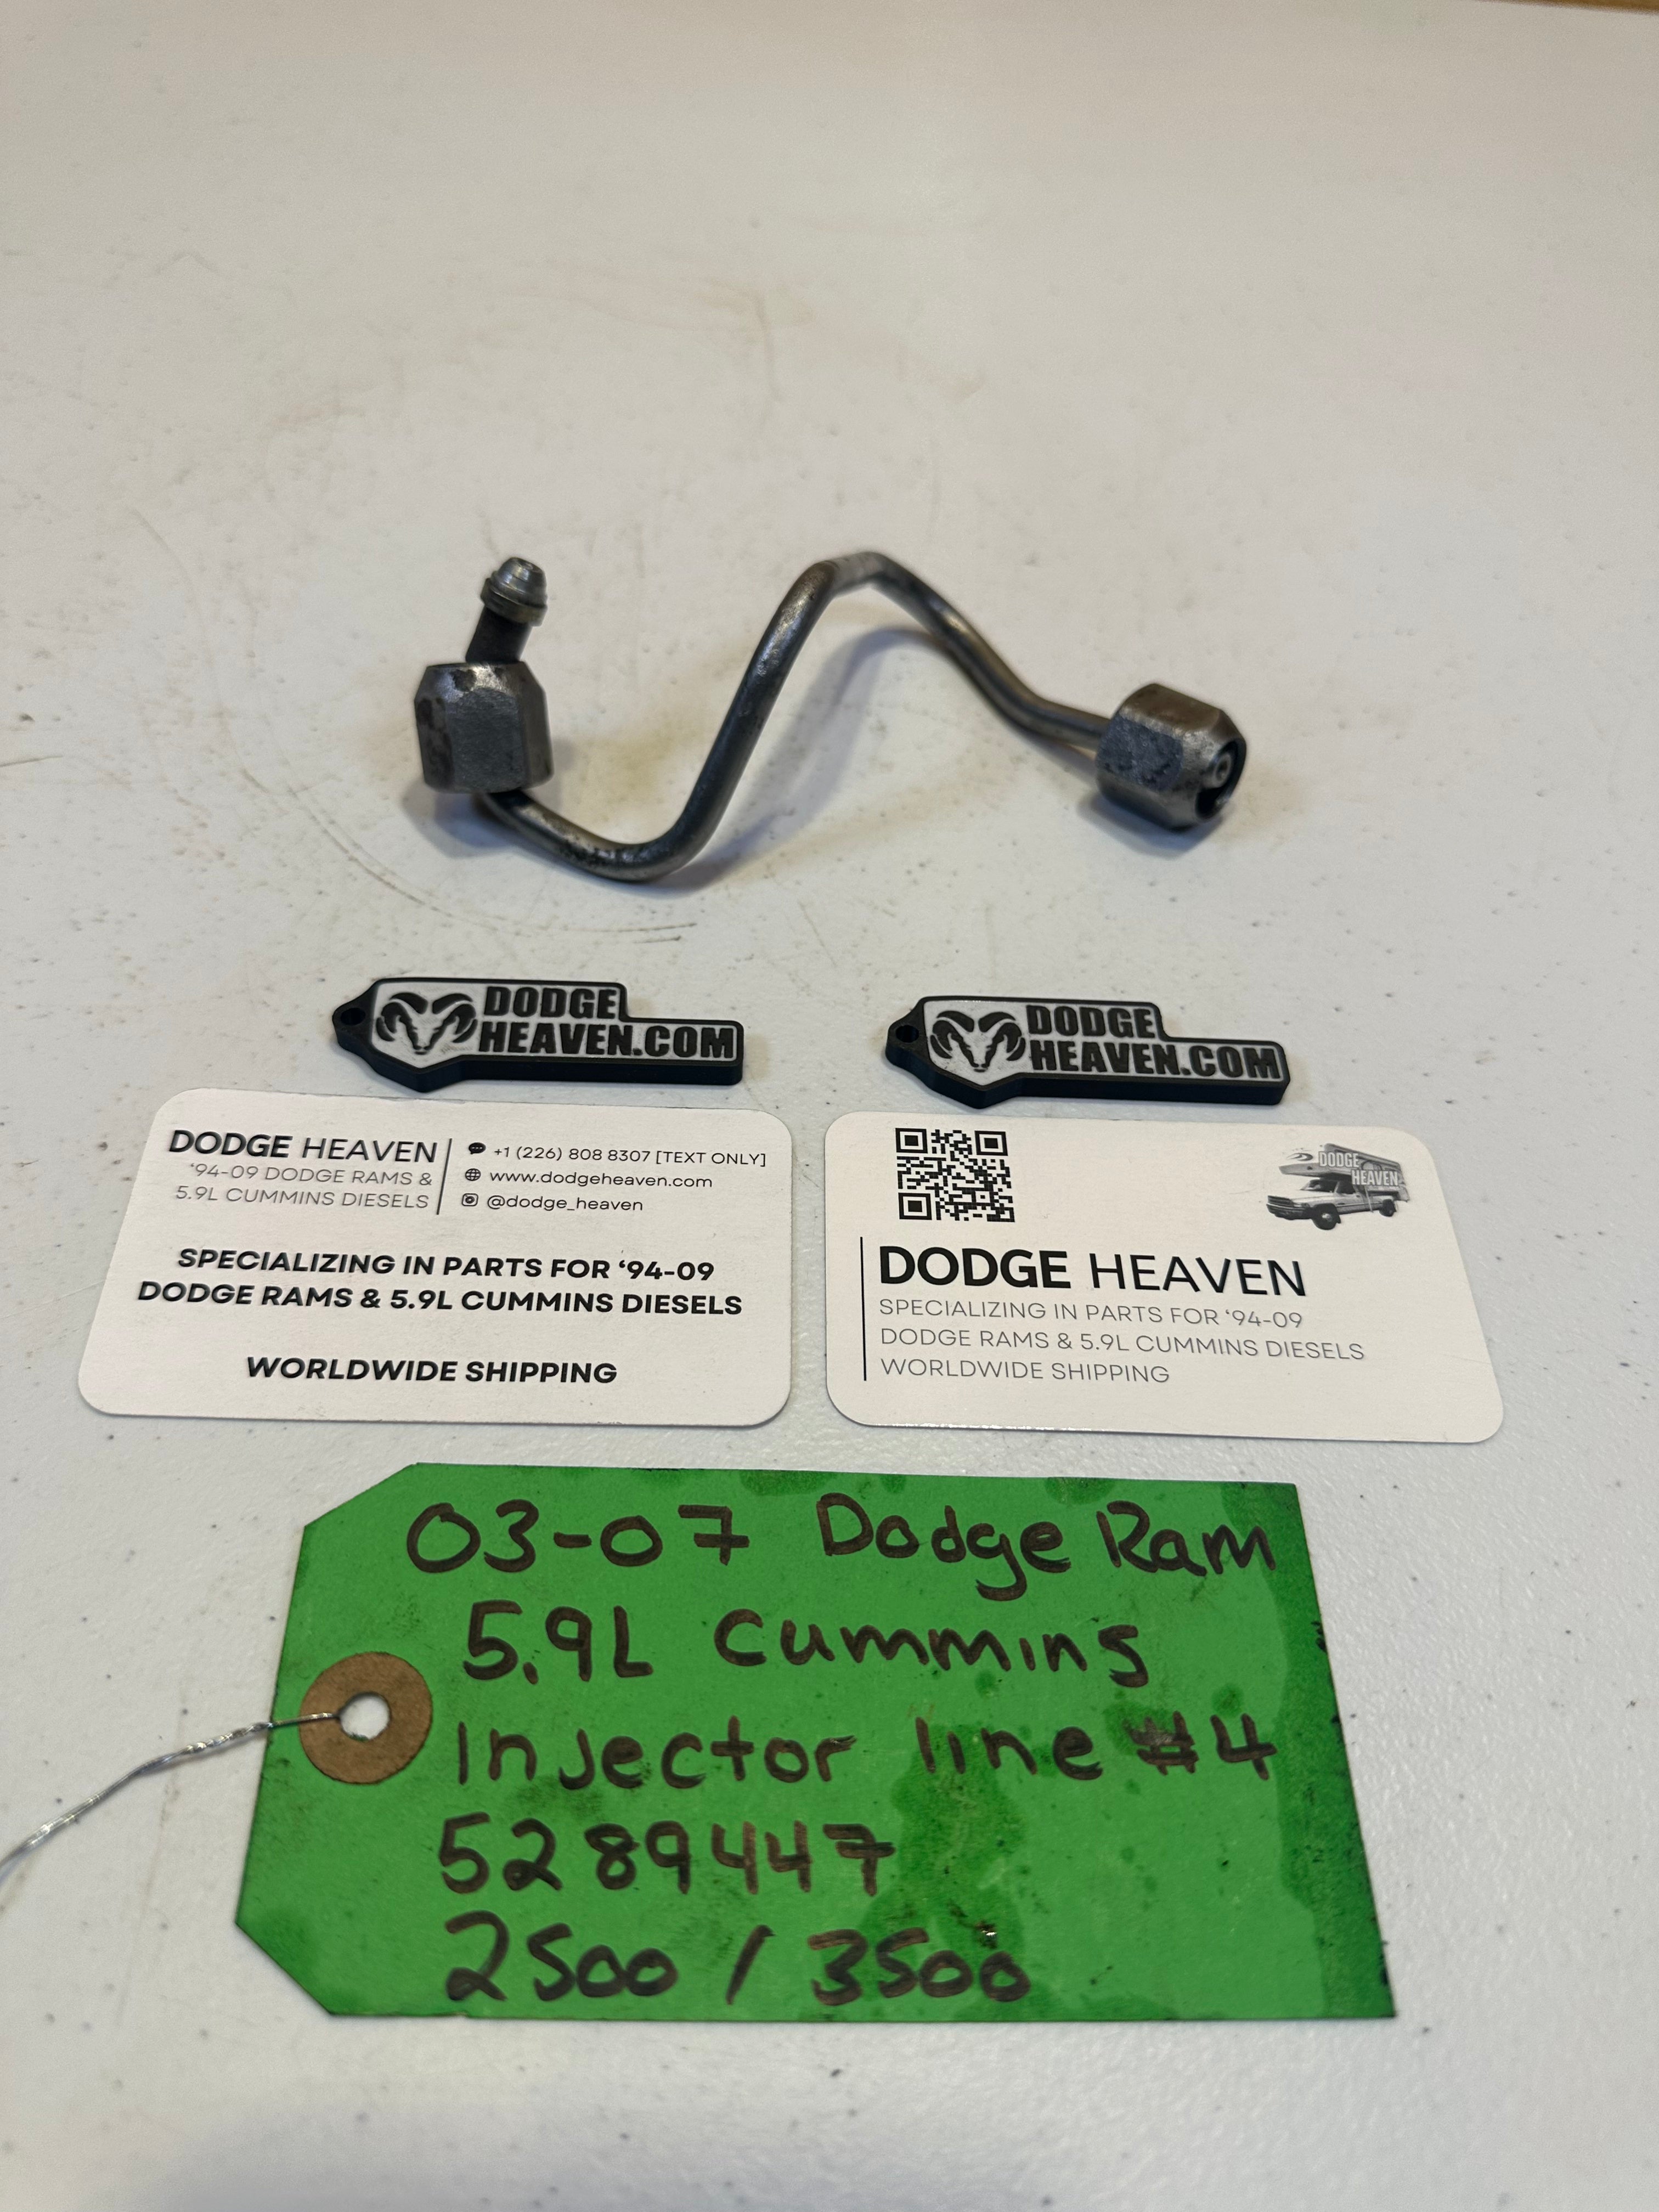 DODGE
HEAVEN.COM
DODGE
HEAVEN.COM
DODGE HEAVEN
‘94-09 DODGE RAMS &
5.9L CUMMINS DIESELS
+1 (226) 808 8307 [TEXT ONLY]
www.dodgeheaven.com
@dodge_heaven
SPECIALIZING IN PARTS FOR ‘94-09
DODGE RAMS & 5.9L CUMMINS DIESELS
WORLDWIDE SHIPPING
DODGE
HEAVEN
DODGE HEAVEN
SPECIALIZING IN PARTS FOR ‘94-09
DODGE RAMS & 5.9L CUMMINS DIESELS
WORLDWIDE SHIPPING
03-07 Dodge Ram
5.9L Cummins
Injector line #4
5289447
2500 / 3500